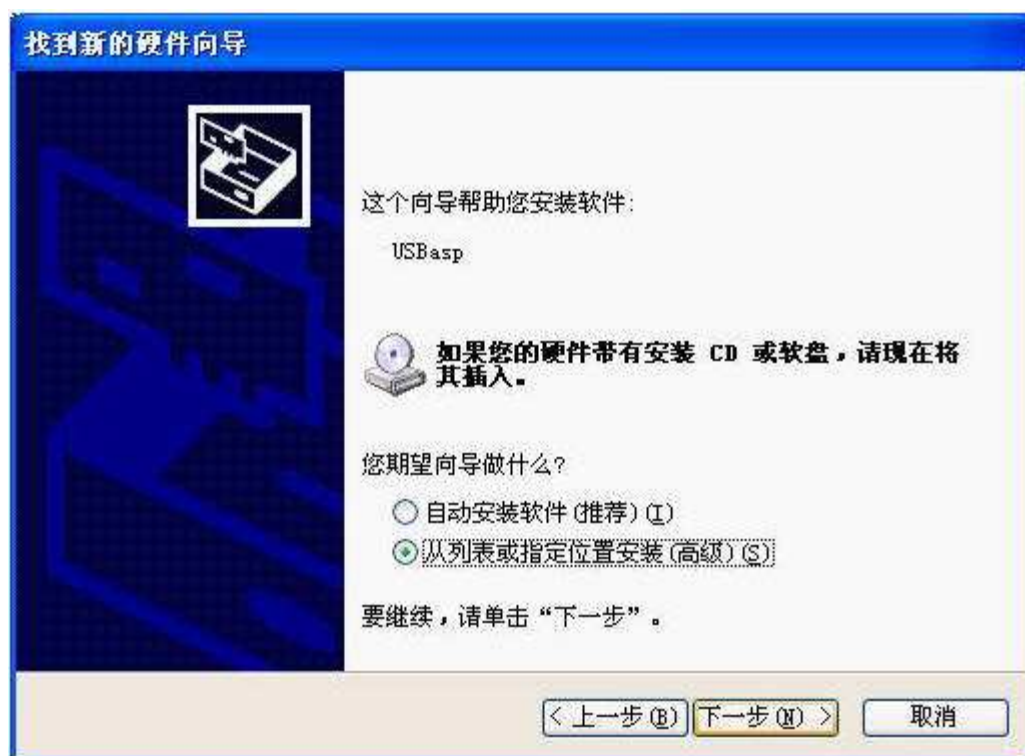 找到新的硬件向导
这个向导帮助您安装软件:
USBasp
如果您的硬件带有安装 CD 或软盘，请现在将
其插入。
您期望向导做什么?
自动安装软件(推荐)(I)
从列表或指定位置安装(高级)(S)
要继续，请单击“下一步”。
< 上一步(B) 下一步(N) > 取消